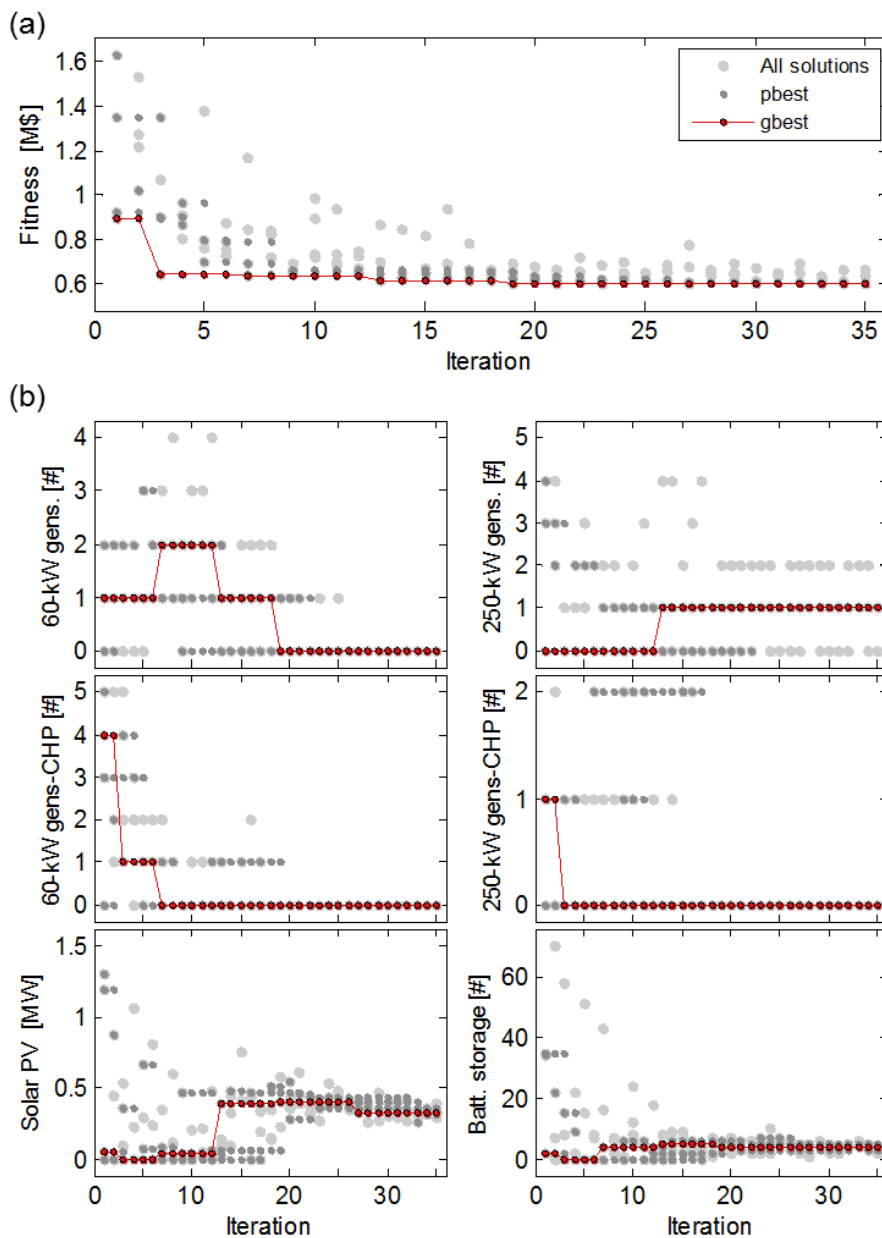 (a)
Fitness [M$]
1.6
1.4
1.2
1
0.8
0.6
All solutions
pbest
gbest
0 5 10 15 20 25 30 35
Iteration
(b)
60-kW gens. [#]
4
3
2
1
0
250-kW gens. [#]
5
4
3
2
1
0
60-kW gens-CHP [#]
5
4
3
2
1
0
250-kW gens-CHP [#]
2
1
0
Solar PV [MW]
1.5
1
0.5
0
0 10 20 30
Iteration
Batt. storage [#]
80
60
40
20
0
0 10 20 30
Iteration